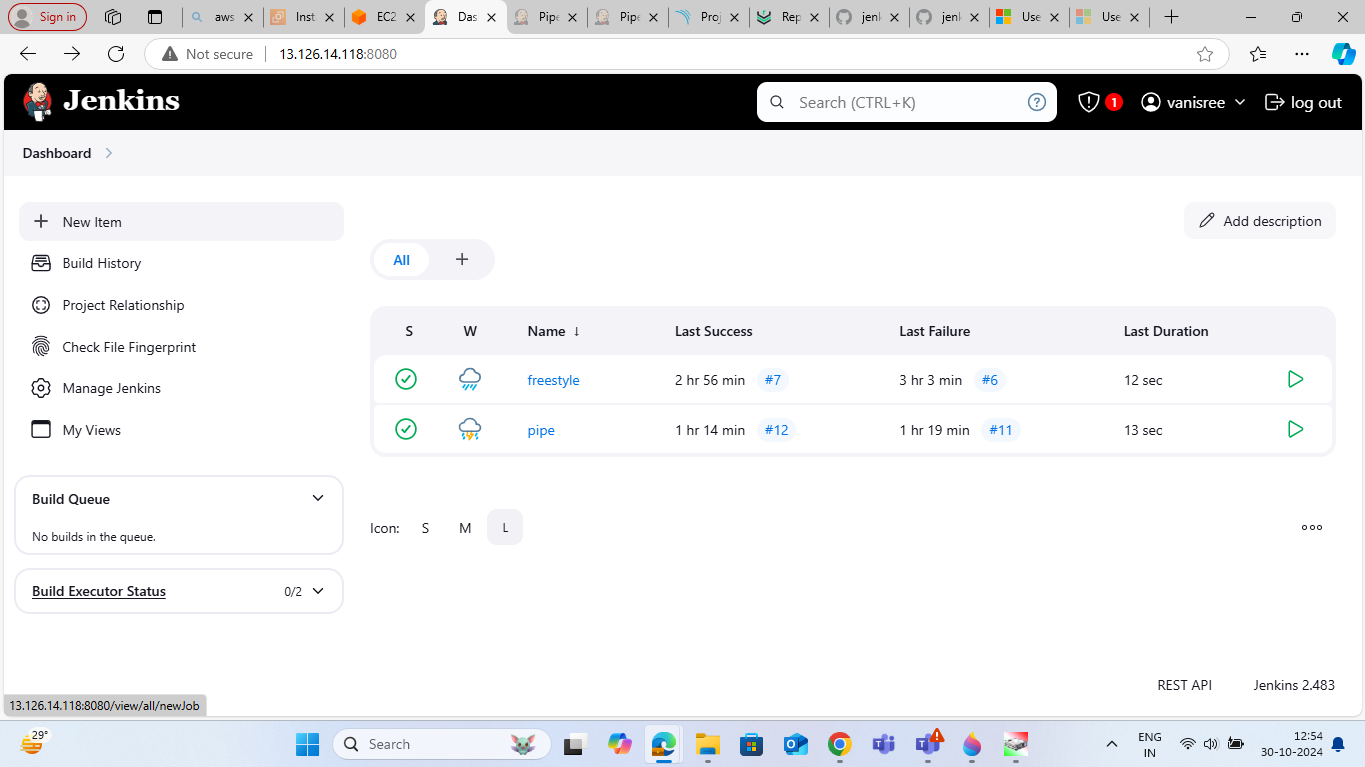 Sign in
aws
Inst
EC2
Das
Pipe
Pipe
Proj
Rep
jenk
jenk
Use
Use
Not secure
13.126.14.118:8080
Jenkins
Search (CTRL+K)
1
vanisree
log out
Dashboard
New Item
Add description
Build History
All
Project Relationship
Check File Fingerprint
Manage Jenkins
My Views
S W Name ↓ Last Success Last Failure Last Duration
freestyle 2 hr 56 min #7 3 hr 3 min #6 12 sec
pipe 1 hr 14 min #12 1 hr 19 min #11 13 sec
Build Queue
No builds in the queue.
Icon: S M L
Build Executor Status 0/2
REST API Jenkins 2.483
13.126.14.118:8080/view/all/newJob
29°
Search
ENG
IN
12:54
30-10-2024